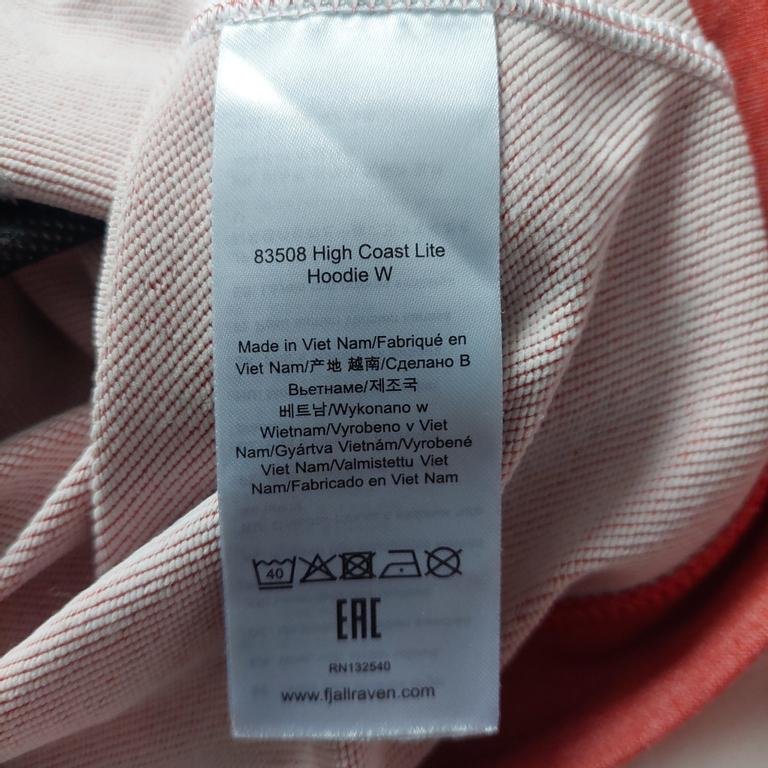 83508 High Coast Lite
Hoodie W
Made in Viet Nam/Fabriqué en
Viet Nam/产地 越南/Сделано В
Вьетнаме/제조국
베트남/Wykonano w
Wietnam/Vyrobeno v Viet
Nam/Gyártva Vietnám/Vyrobené
Viet Nam/Valmistettu Viet
Nam/Fabricado en Viet Nam
40
EAC
RN132540
www.fjallraven.com